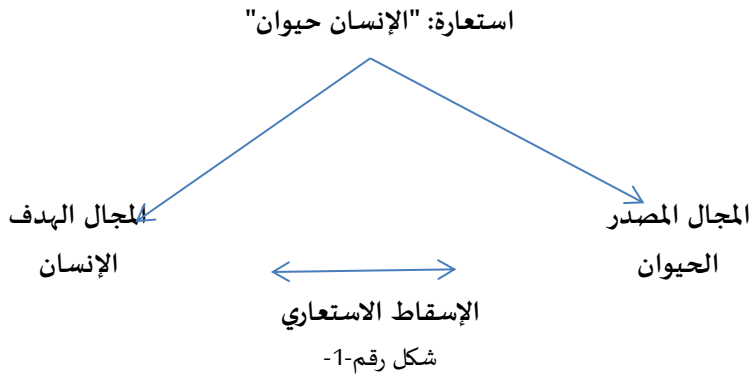 استعارة: "الإنسان حيوان"
المجال المصدر
المجال الهدف
الحيوان
الإنسان
الإسقاط الاستعاري
شكل رقم-1-